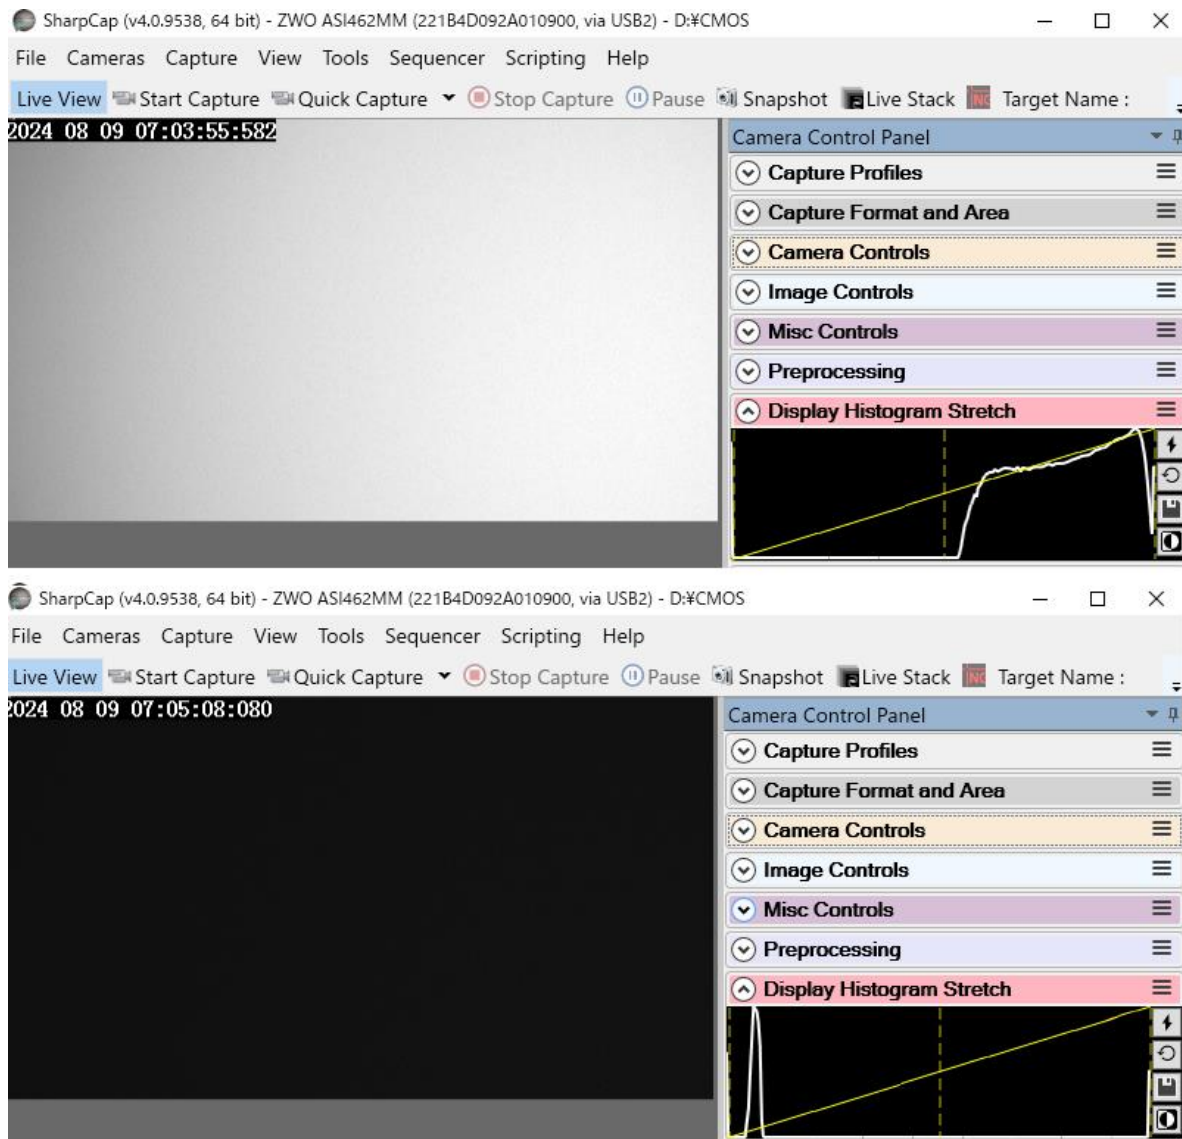 SharpCap (v4.0.9538, 64 bit) - ZWO ASI462MM (221B4D092A010900, via USB2) - D:¥CMOS
File Cameras Capture View Tools Sequencer Scripting Help
Live View Start Capture Quick Capture Stop Capture Pause Snapshot Live Stack Target Name :
2024 08 09 07:03:55:582
Camera Control Panel
Capture Profiles
Capture Format and Area
Camera Controls
Image Controls
Misc Controls
Preprocessing
Display Histogram Stretch
SharpCap (v4.0.9538, 64 bit) - ZWO ASI462MM (221B4D092A010900, via USB2) - D:¥CMOS
File Cameras Capture View Tools Sequencer Scripting Help
Live View Start Capture Quick Capture Stop Capture Pause Snapshot Live Stack Target Name :
2024 08 09 07:05:08:080
Camera Control Panel
Capture Profiles
Capture Format and Area
Camera Controls
Image Controls
Misc Controls
Preprocessing
Display Histogram Stretch